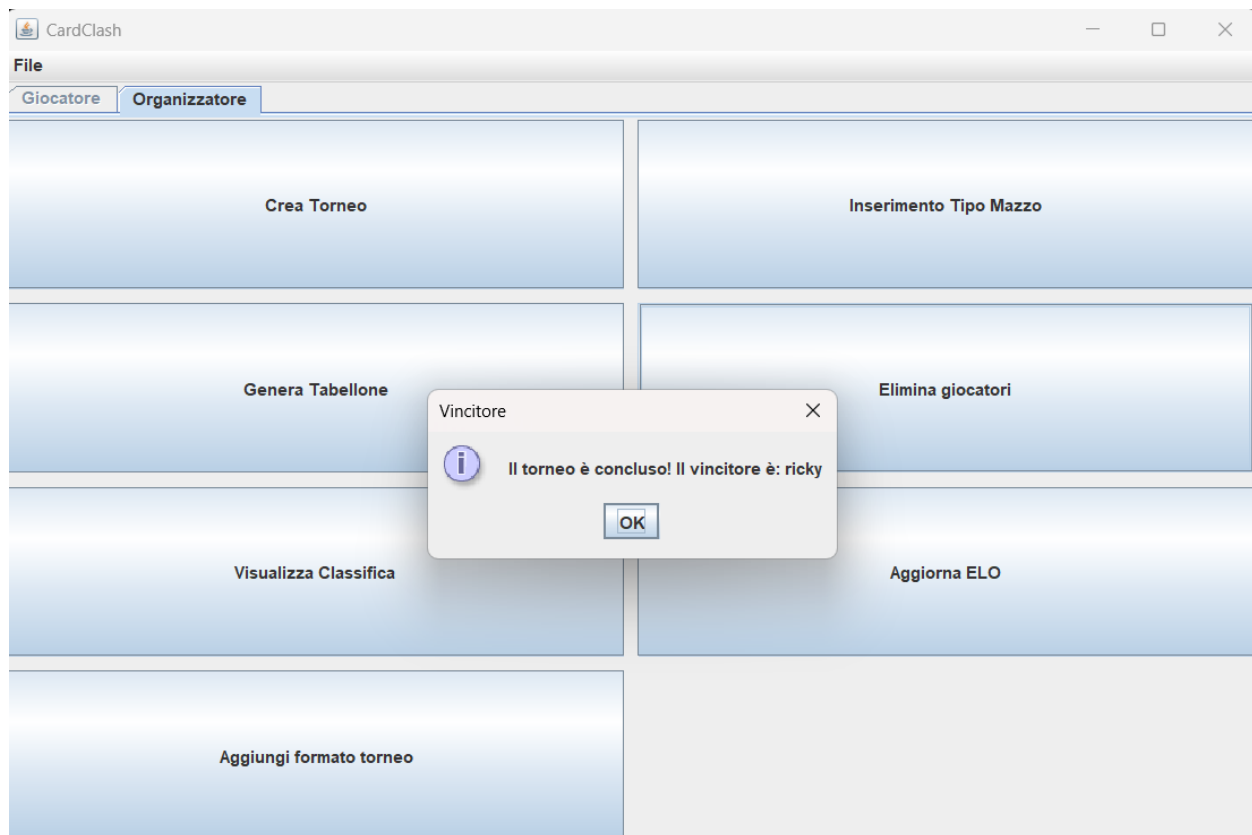 CardClash
File
Giocatore Organizzatore
Crea Torneo
Inserimento Tipo Mazzo
Genera Tabellone
Elimina giocatori
Vincitore
Il torneo è concluso! Il vincitore è: ricky
OK
Visualizza Classifica
Aggiorna ELO
Aggiungi formato torneo